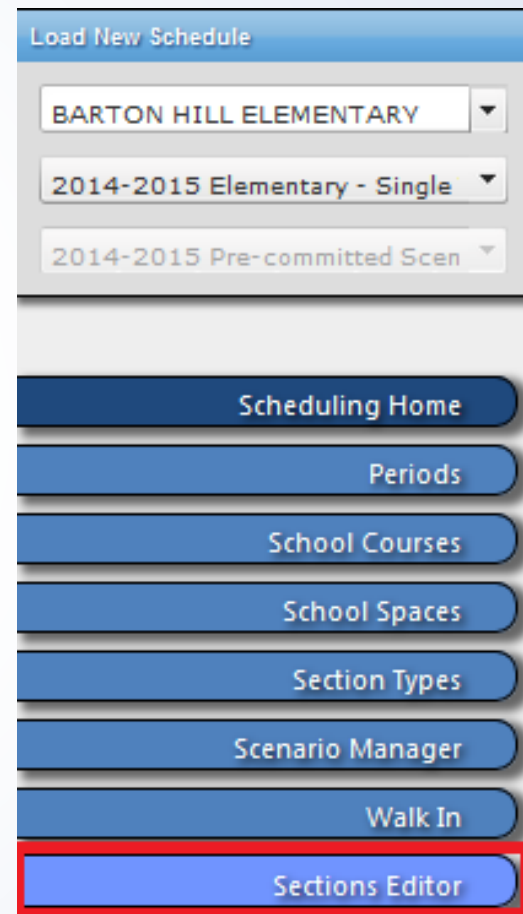 Load New Schedule
BARTON HILL ELEMENTARY
2014-2015 Elementary - Single
2014-2015 Pre-committed Scen
Scheduling Home
Periods
School Courses
School Spaces
Section Types
Scenario Manager
Walk In
Sections Editor